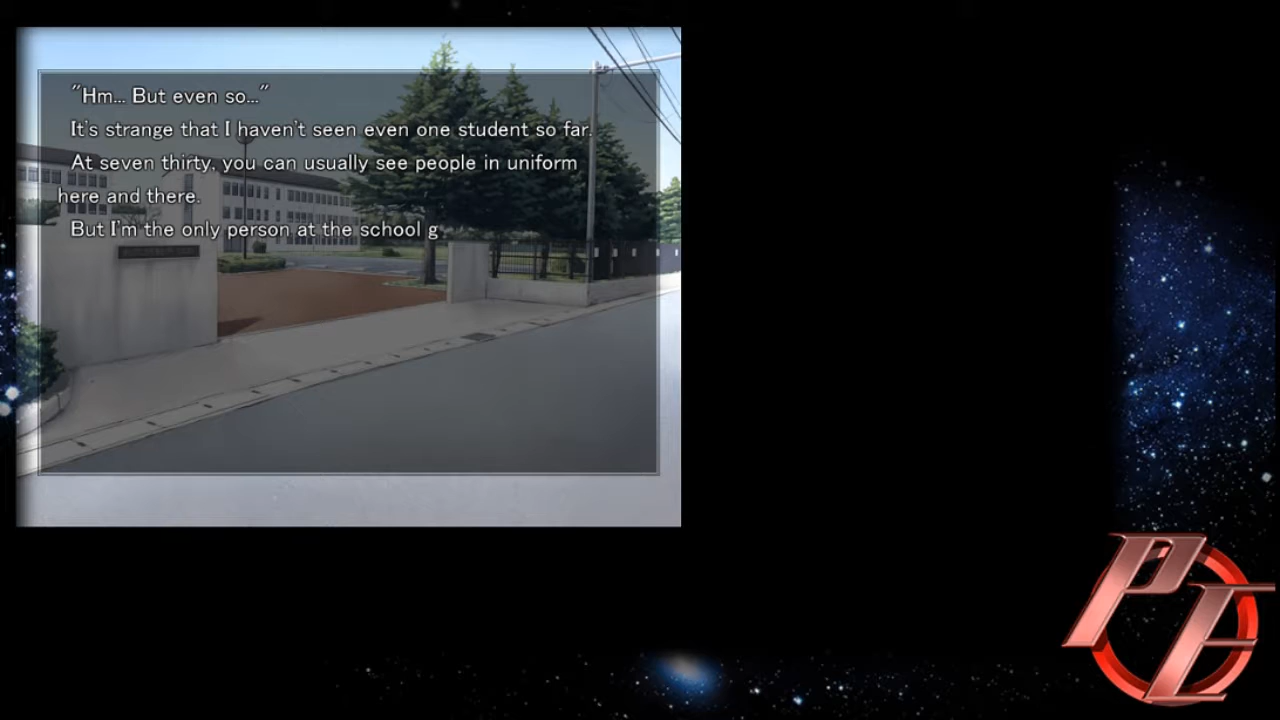 "Hm... But even so..."
It's strange that I haven't seen even one student so far.
At seven thirty, you can usually see people in uniform
here and there.
But I'm the only person at the school g
PE